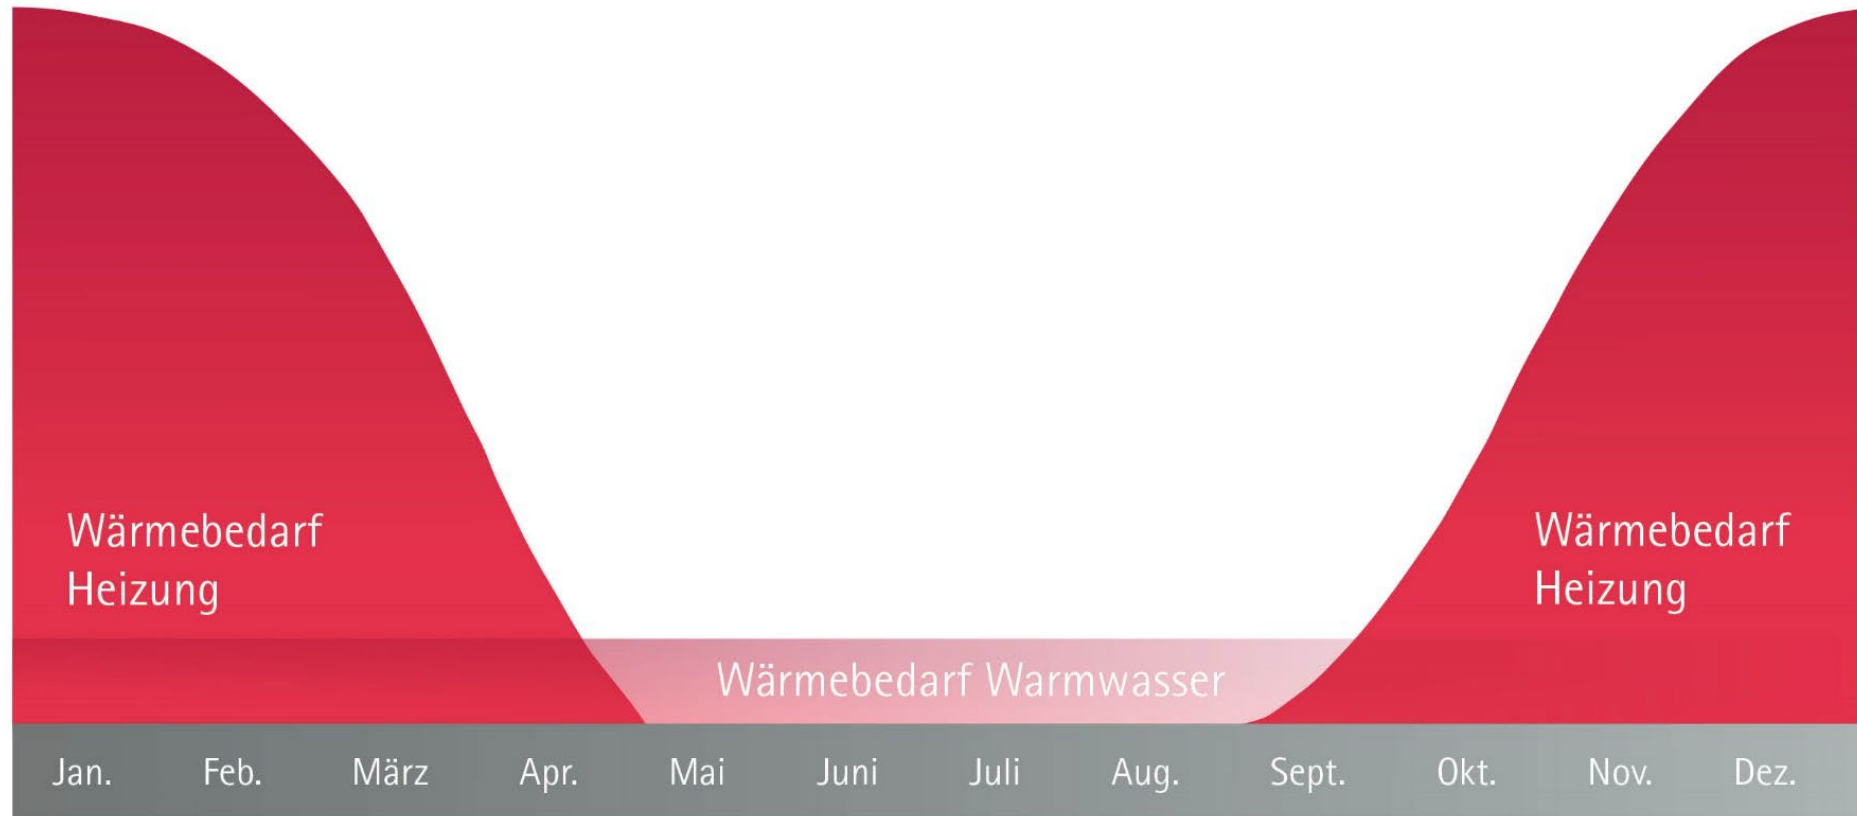 Wärmebedarf
Heizung
Wärmebedarf
Heizung
Wärmebedarf Warmwasser
Jan. Feb. März Apr. Mai Juni Juli Aug. Sept. Okt. Nov. Dez.